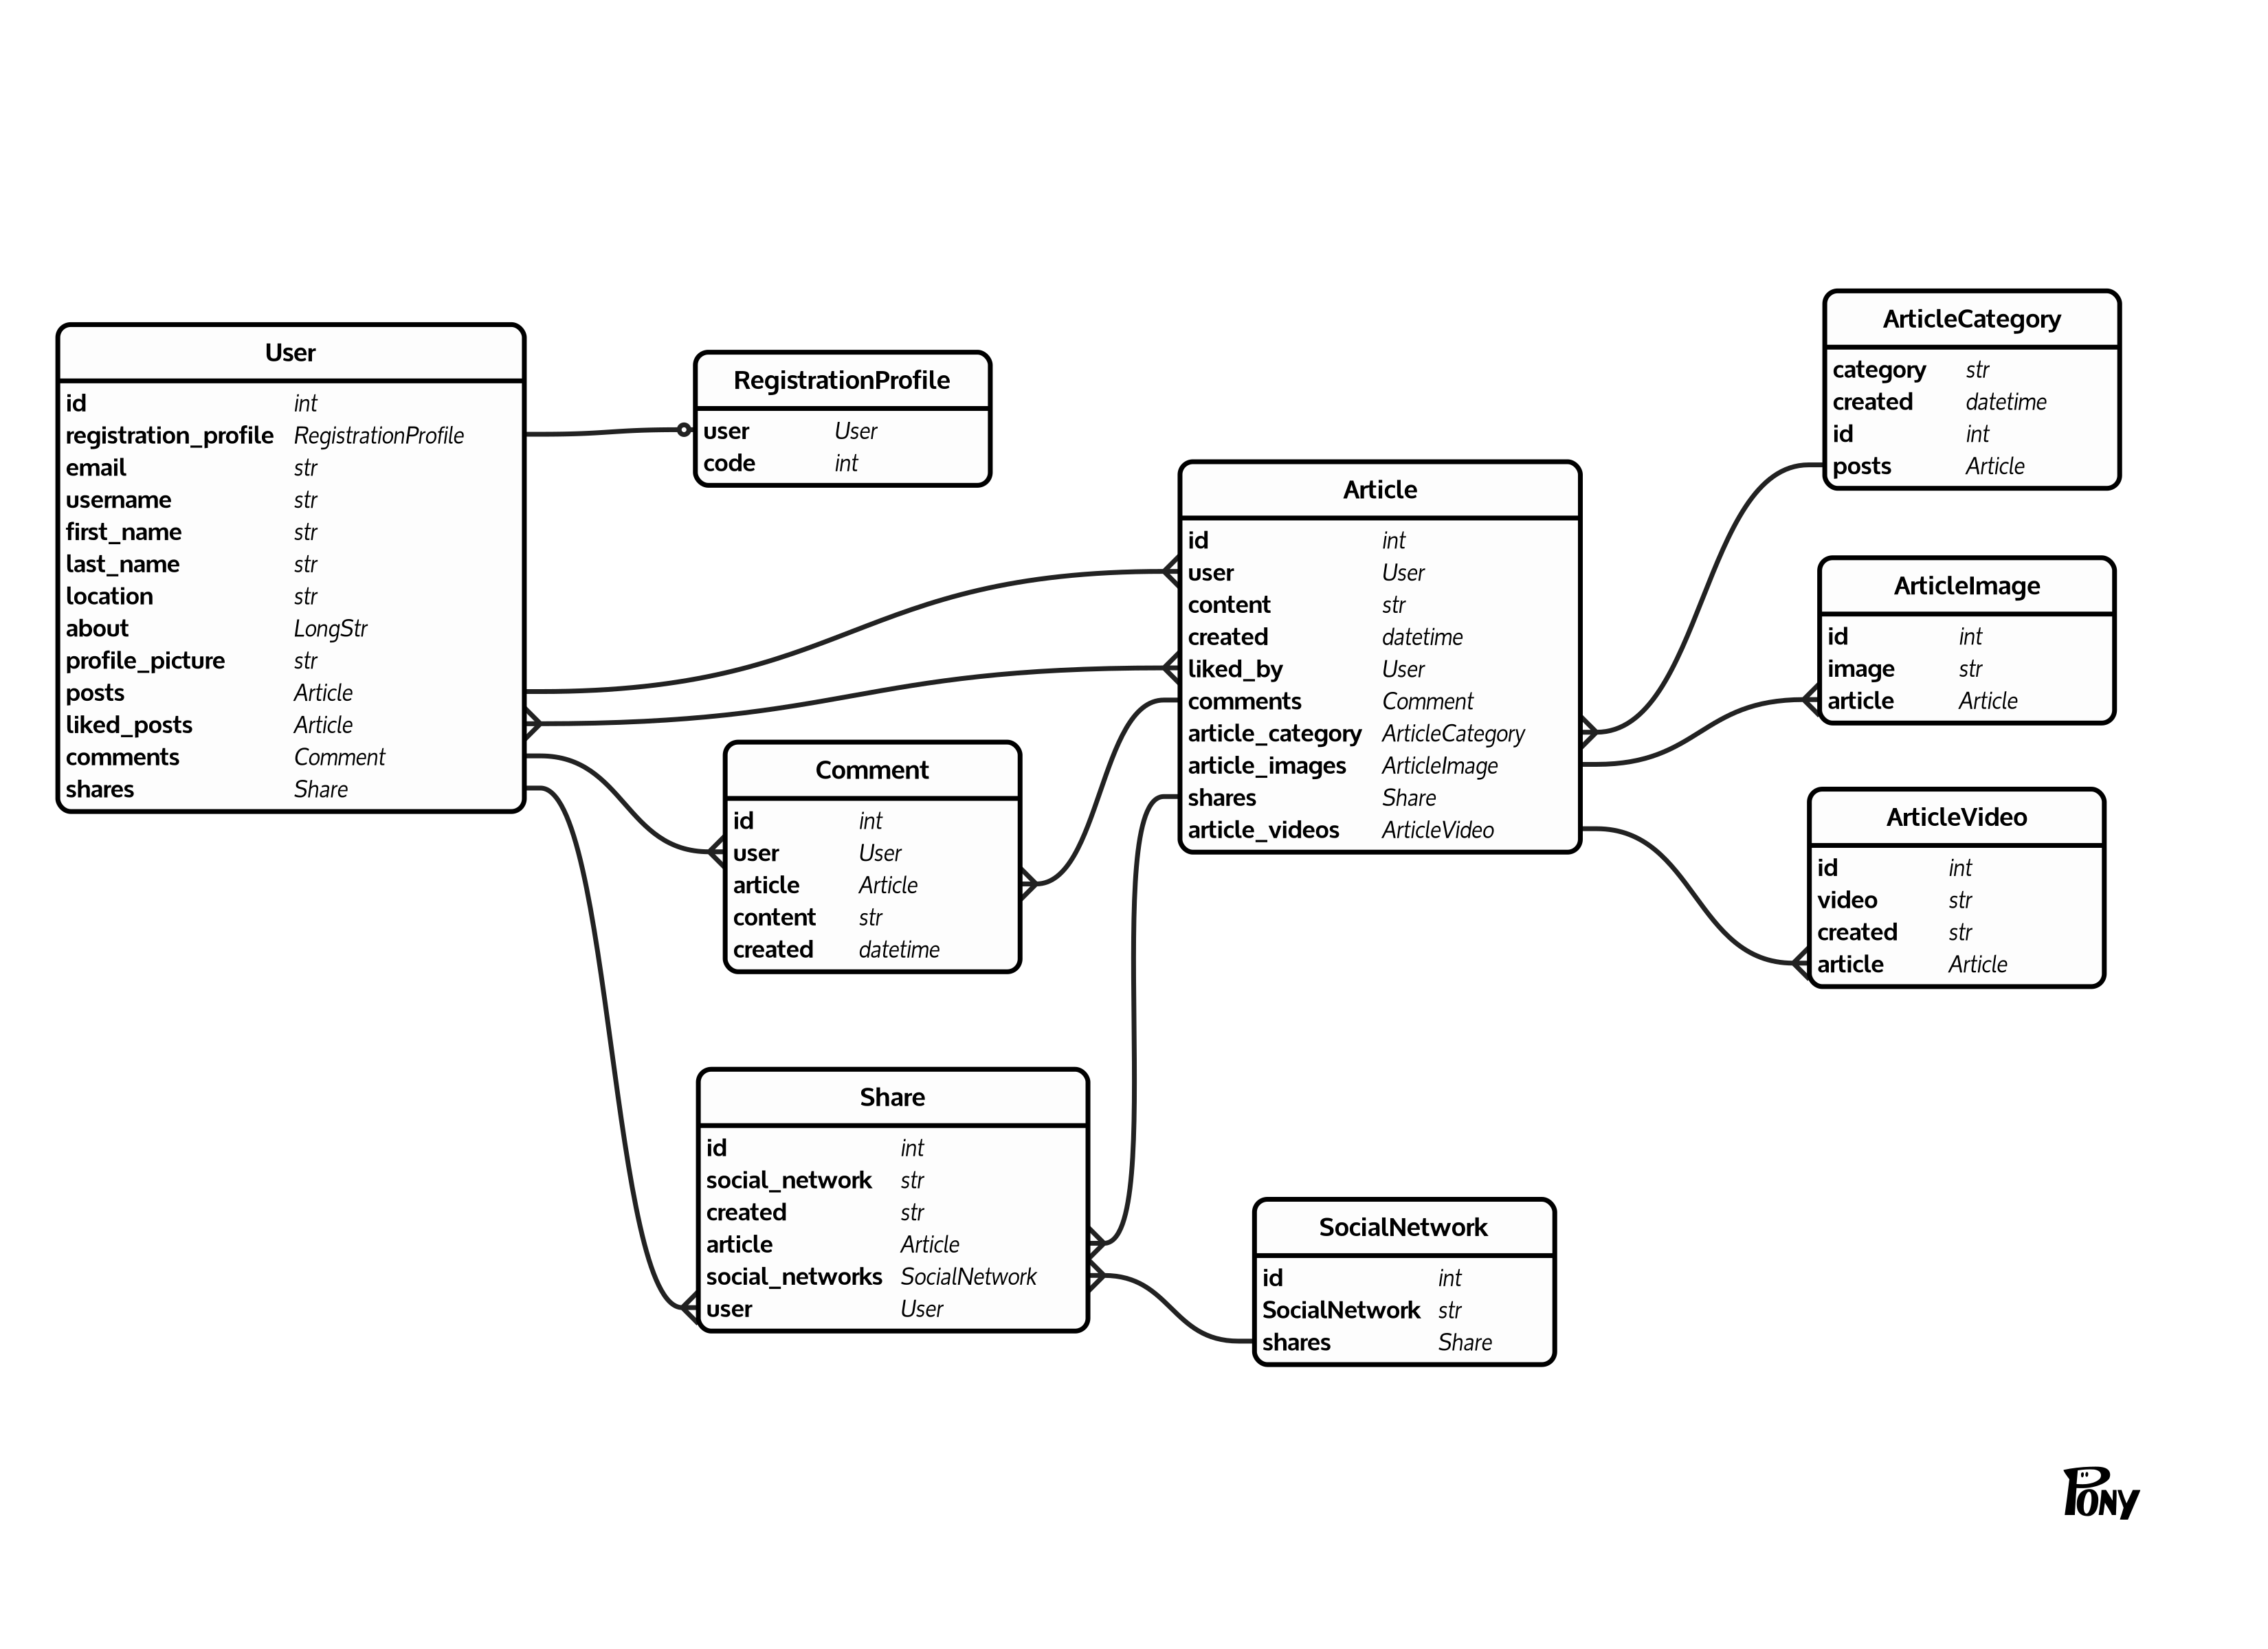 User
id int
registration_profile RegistrationProfile
email str
username str
first_name str
last_name str
location str
about LongStr
profile_picture str
posts Article
liked_posts Article
comments Comment
shares Share
RegistrationProfile
user User
code int
Article
id int
user User
content str
created datetime
liked_by User
comments Comment
article_category ArticleCategory
article_images ArticleImage
shares Share
article_videos ArticleVideo
ArticleCategory
category str
created datetime
id int
posts Article
ArticleImage
id int
image str
article Article
ArticleVideo
id int
video str
created str
article Article
Comment
id int
user User
article Article
content str
created datetime
Share
id int
social_network str
created str
article Article
social_networks SocialNetwork
user User
SocialNetwork
id int
SocialNetwork str
shares Share
PONY